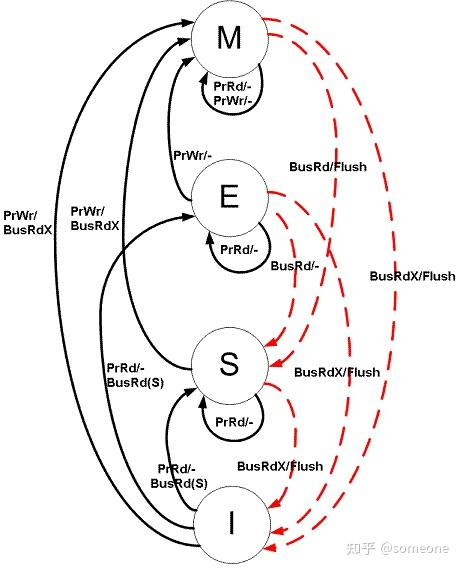 M
PrRd/-
PrWr/-
PrWr/-
BusRd/Flush
E
PrWr/
BusRdX
PrWr/
BusRdX
PrRd/-
BusRd/-
BusRdX/Flush
S
PrRd/-
BusRd(S)
BusRdX/Flush
PrRd/-
PrRd/-
BusRd(S)
BusRdX/Flush
I
知乎 @someone